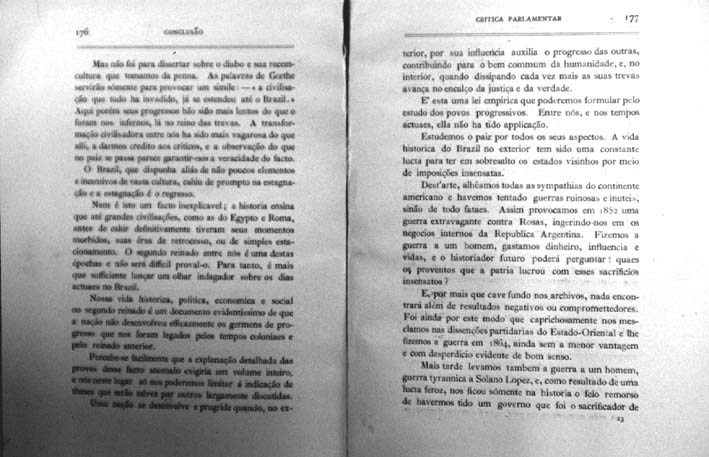 176 CONCLUSÃO
Mas não foi para dissertar sobre o diabo e sua recem-
cultura que tomamos da penna. As palavras de Gœthe
servirão sómente para provocar um simile: — « a civilisa-
ção que tudo ha invadido, já se estendeu até o Brazil.»
Aqui porém seus progressos hão sido mais lentos do que o
foram nos infernos, lá no reino das trevas. A transfor-
mação civilisadora entre nós ha sido mais vagarosa do que
alli, a darmos credito aos criticos, e a observação do que
no paiz se passa parece garantir-nos a veracidade do facto.
O Brazil, que dispunha aliás de não poucos elementos
e incentivos de vasta cultura, cahiu de prompto na estagna-
ção e a estagnação é o regresso.
Nem é isto um facto inexplicavel; a historia ensina
que até grandes civilisações, como as do Egypto e Roma,
antes de cahir definitivamente tiveram seus momentos
morbidos, suas éras de retrocesso, ou de simples esta-
cionamento. O segundo reinado entre nós é uma destas
épochas e não será difficil proval-o. Para tanto, é mais
que sufficiente lançar um olhar indagador sobre os dias
actuaes no Brazil.
Nossa vida historica, politica, economica e social
no segundo reinado é um documento evidentissimo de que
a nação não desenvolveu efficazmente os germens de pro-
gresso que nos foram legados pelos tempos coloniaes e
pelo reinado anterior.
Percebe-se facilmente que a explanação detalhada das
provas desse facto anomalo exigiria um volume inteiro,
e nós neste logar só nos poderemos limitar á indicação de
theses que serão talvez por outros largamente discutidas.
Uma nação se desenvolve e progride quando, no ex-
CRITICA PARLAMENTAR 177
terior, por sua influencia auxilia o progresso das outras,
contribuindo para o bem commum da humanidade, e, no
interior, quando dissipando cada vez mais as suas trevas
avança no encalço da justiça e da verdade.
E' esta uma lei empirica que poderemos formular pelo
estudo dos povos progressivos. Entre nós, e nos tempos
actuaes, ella não ha tido applicação.
Estudemos o paiz por todos os seus aspectos. A vida
historica do Brazil no exterior tem sido uma constante
lucta para ter em sobresalto os estados visinhos por meio
de imposições insensatas.
Dest'arte, alhêamos todas as sympathias do continente
americano e havemos tentado guerras ruinosas e inuteis,
sinão de todo fataes. Assim provocamos em 1852 uma
guerra extravagante contra Rosas, ingerindo-nos em os
negocios internos da Republica Argentina. Fizemos a
guerra a um homem, gastamos dinheiro, influencia e
vidas, e o historiador futuro poderá perguntar: quaes
os proventos que a patria lucrou com esses sacrificios
insensatos?
E, por mais que cave fundo nos archivos, nada encon-
trará além de resultados negativos ou compromettedores.
Foi ainda por este modo que caprichosamente nos mes-
clamos nas dissenções partidarias do Estado-Oriental e lhe
fizemos a guerra em 1864, ainda sem a menor vantagem
e com desperdicio evidente de bom senso.
Mais tarde levamos tambem a guerra a um homem,
guerra tyrannica a Solano Lopez, e, como resultado de uma
lucta feroz, nos ficou sómente na historia o feio remorso
de havermos tido um governo que foi o sacrificador de
23